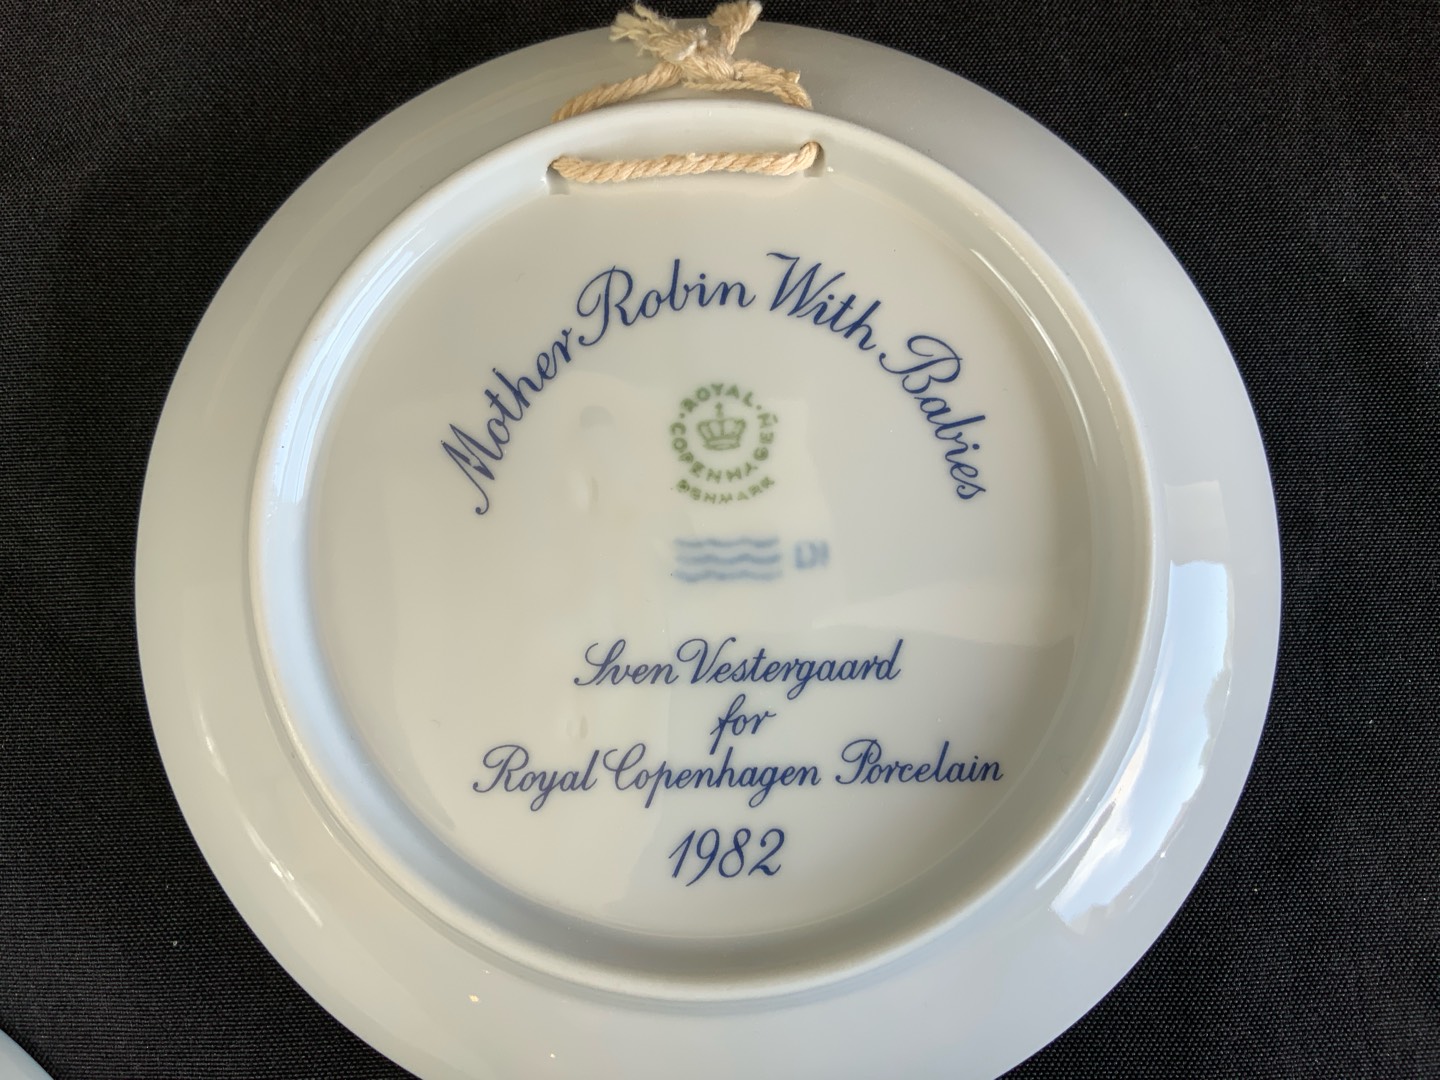 Mother Robin With Babies
ROYAL COPENHAGEN
DENMARK
Sven Vestergaard
for
Royal Copenhagen Porcelain
1982